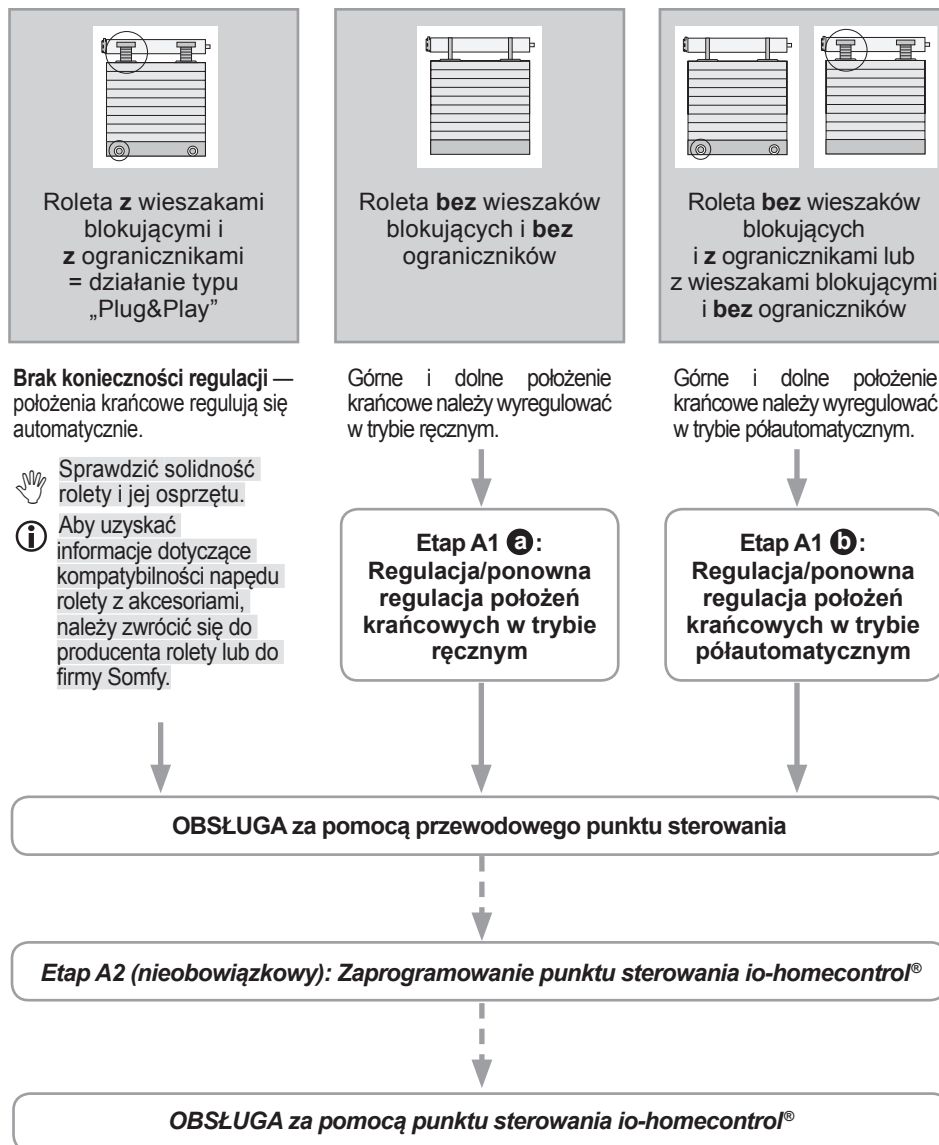 Roleta z wieszakami
blokującymi i
z ogranicznikami
= działanie typu
„Plug&Play”
Roleta bez wieszaków
blokujących i bez
ograniczników
Roleta bez wieszaków
blokujących
i z ogranicznikami lub
z wieszakami blokującymi
i bez ograniczników
Brak konieczności regulacji —
położenia krańcowe regulują się
automatycznie.
Sprawdzić solidność
rolety i jej osprzętu.
Aby uzyskać
informacje dotyczące
kompatybilności napędu
rolety z akcesoriami,
należy zwrócić się do
producenta rolety lub do
firmy Somfy.
Górne i dolne położenie
krańcowe należy wyregulować
w trybie ręcznym.
Etap A1 a:
Regulacja/ponowna
regulacja położeń
krańcowych w trybie
ręcznym
Górne i dolne położenie
krańcowe należy wyregulować
w trybie półautomatycznym.
Etap A1 b:
Regulacja/ponowna
regulacja położeń
krańcowych w trybie
półautomatycznym
OBSŁUGA za pomocą przewodowego punktu sterowania
Etap A2 (nieobowiązkowy): Zaprogramowanie punktu sterowania io-homecontrol®
OBSŁUGA za pomocą punktu sterowania io-homecontrol®